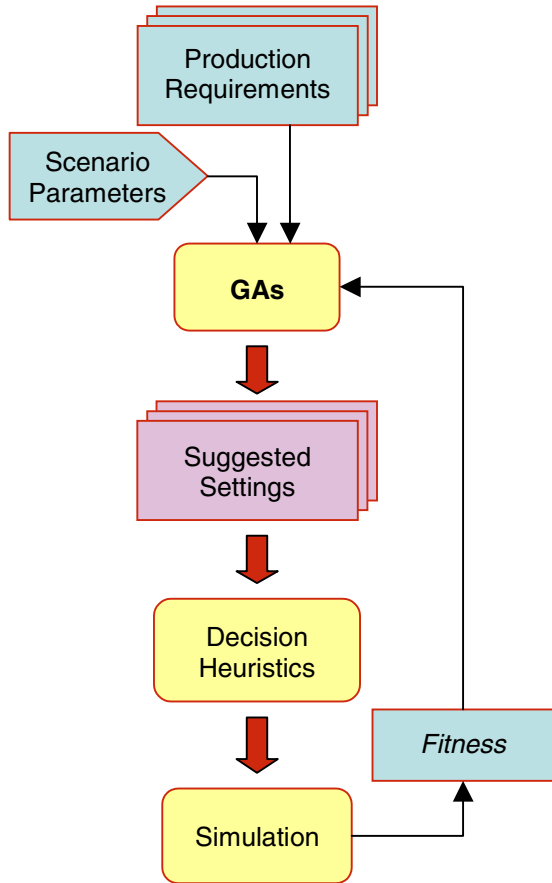 Production
Requirements
Scenario
Parameters
GAs
Suggested
Settings
Decision
Heuristics
Fitness
Simulation